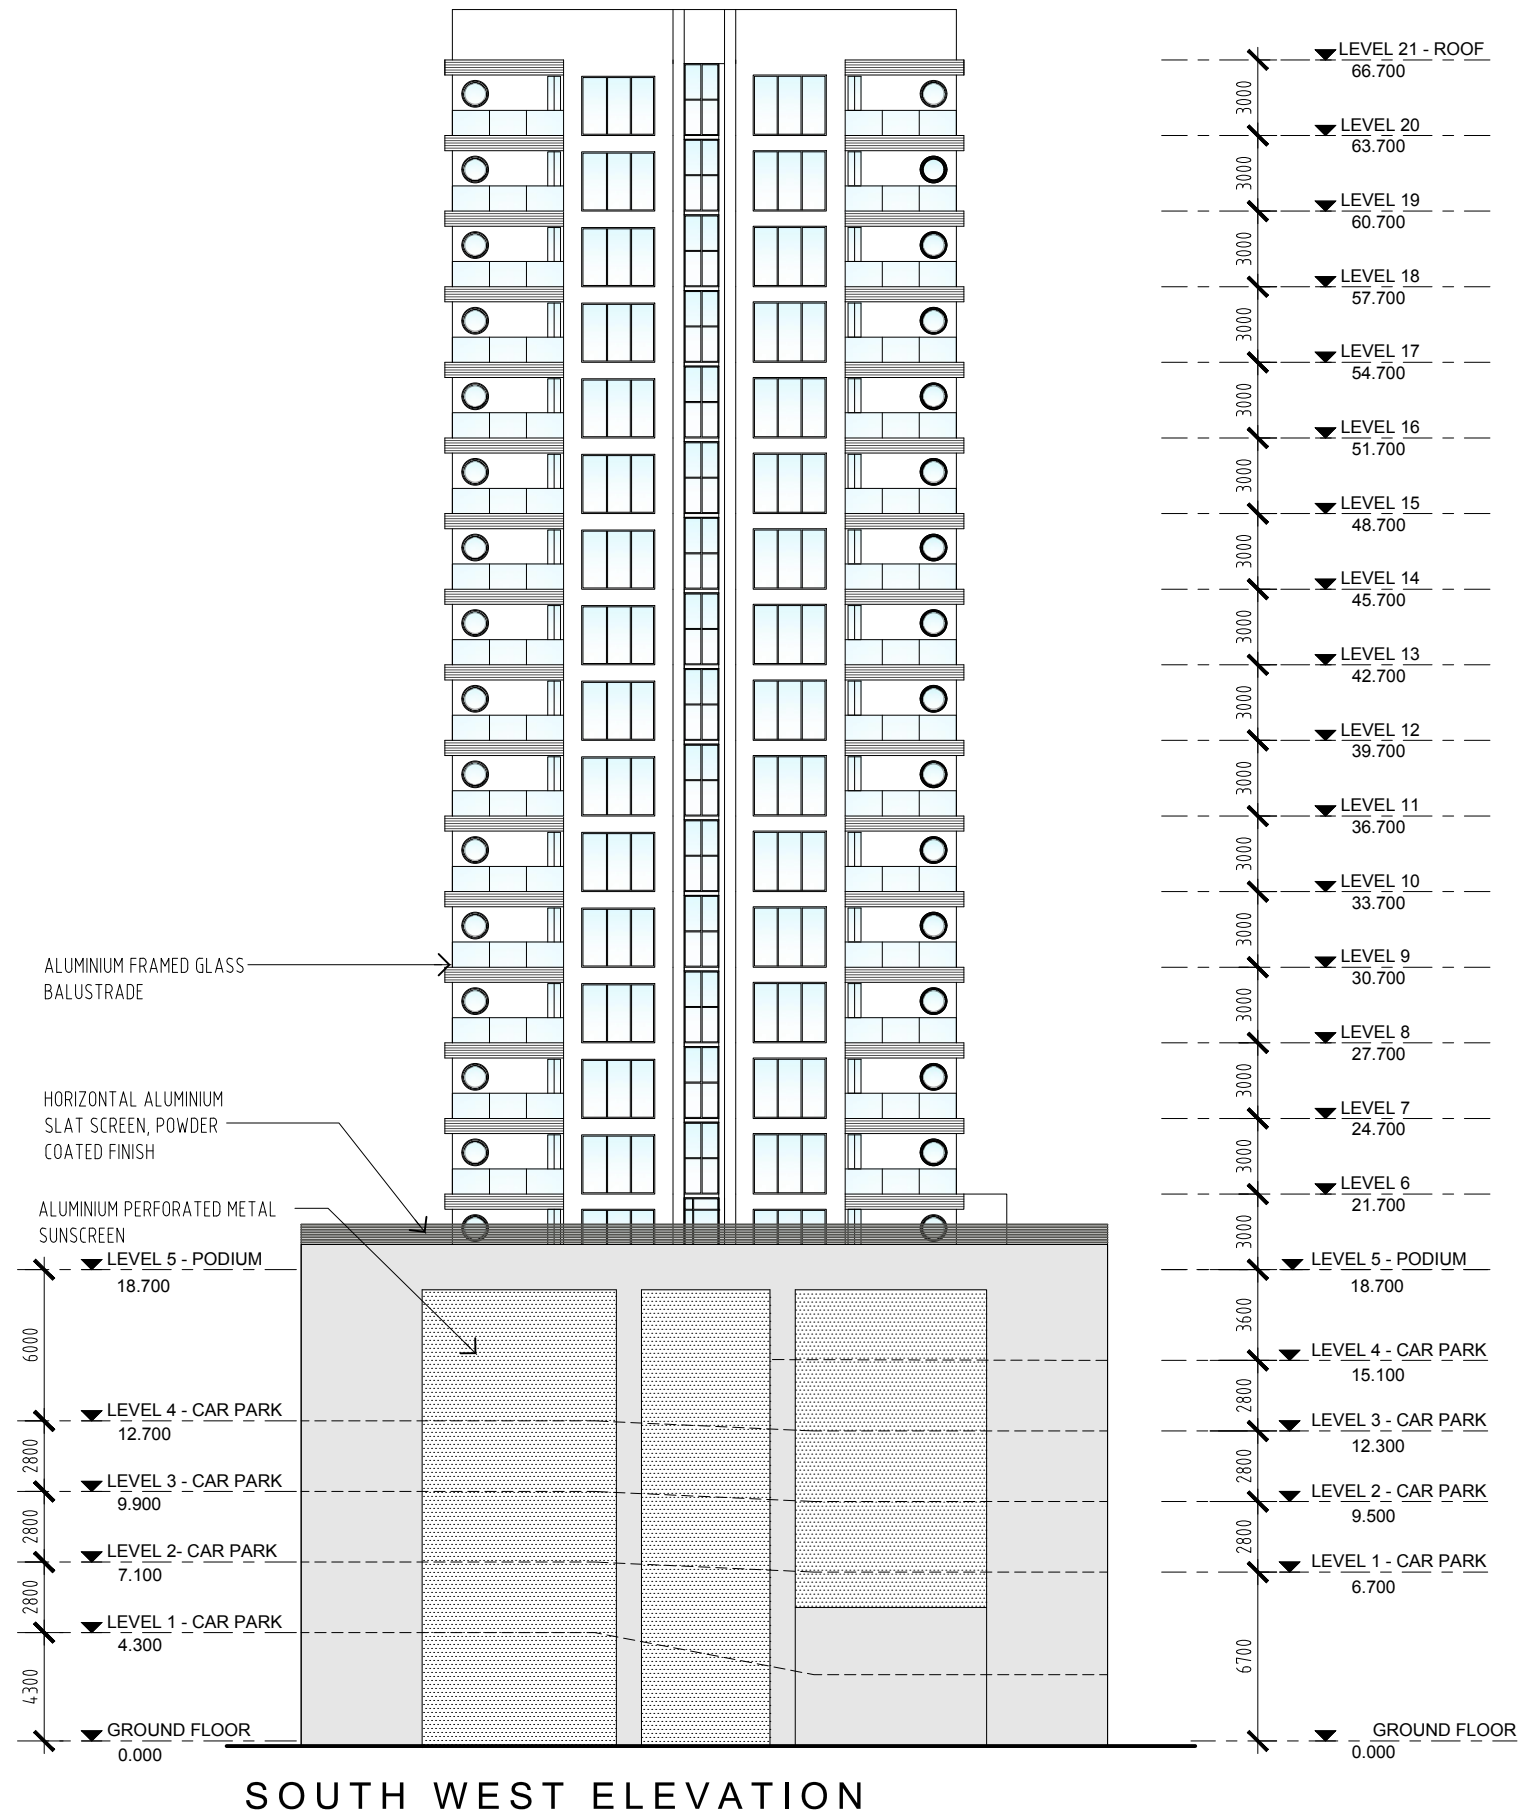 LEVEL 21 - ROOF
66.700
3000
LEVEL 20
63.700
3000
LEVEL 19
60.700
3000
LEVEL 18
57.700
3000
LEVEL 17
54.700
3000
LEVEL 16
51.700
3000
LEVEL 15
48.700
3000
LEVEL 14
45.700
3000
LEVEL 13
42.700
3000
LEVEL 12
39.700
3000
LEVEL 11
36.700
3000
LEVEL 10
33.700
3000
LEVEL 9
30.700
3000
LEVEL 8
27.700
3000
LEVEL 7
24.700
3000
LEVEL 6
21.700
3000
LEVEL 5 - PODIUM
18.700
3600
LEVEL 4 - CAR PARK
15.100
2800
LEVEL 3 - CAR PARK
12.300
2800
LEVEL 2 - CAR PARK
9.500
2800
LEVEL 1 - CAR PARK
6.700
6700
GROUND FLOOR
0.000
ALUMINIUM FRAMED GLASS
BALUSTRADE
HORIZONTAL ALUMINIUM
SLAT SCREEN, POWDER
COATED FINISH
ALUMINIUM PERFORATED METAL
SUNSCREEN
LEVEL 5 - PODIUM
18.700
6000
LEVEL 4 - CAR PARK
12.700
2800
LEVEL 3 - CAR PARK
9.900
2800
LEVEL 2- CAR PARK
7.100
2800
LEVEL 1 - CAR PARK
4.300
4300
GROUND FLOOR
0.000
SOUTH WEST ELEVATION